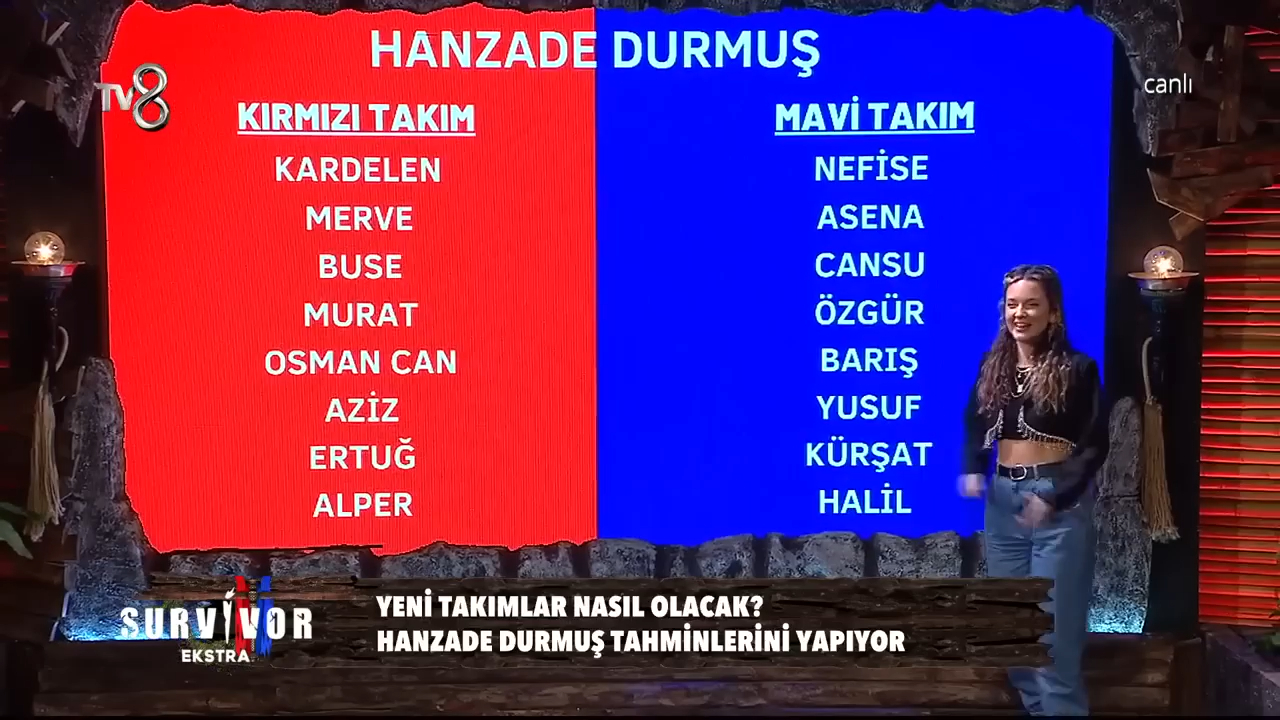 HANZADE DURMUŞ
TV8
canlı
KIRMIZI TAKIM
KARDELEN
MERVE
BUSE
MURAT
OSMAN CAN
AZİZ
ERTUĞ
ALPER
MAVİ TAKIM
NEFİSE
ASENA
CANSU
ÖZGÜR
BARIŞ
YUSUF
KÜRŞAT
HALİL
SURVIVOR
EKSTRA
YENİ TAKIMLAR NASIL OLACAK?
HANZADE DURMUŞ TAHMİNLERİNİ YAPIYOR